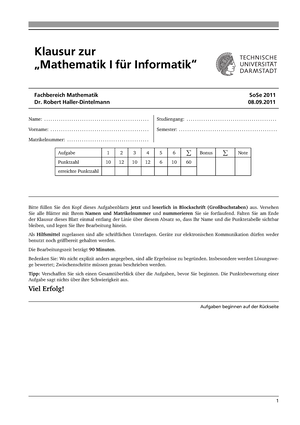 Klausur zur
„Mathematik I für Informatik“
TECHNISCHE
UNIVERSITÄT
DARMSTADT
Fachbereich Mathematik
Dr. Robert Haller-Dintelmann
SoSe 2011
08.09.2011
Name: ........................................
Studiengang: ........................................
Vorname: ........................................
Semester: ........................................
Matrikelnummer: ........................................
Aufgabe 1 2 3 4 5 6 ∑ Bonus ∑ Note
Punktzahl 10 12 10 12 6 10 60
erreichte Punktzahl
Bitte füllen Sie den Kopf dieses Aufgabenblatts jetzt und leserlich in Blockschrift (Großbuchstaben) aus. Versehen
Sie alle Blätter mit Ihrem Namen und Matrikelnummer und nummerieren Sie sie fortlaufend. Falten Sie am Ende
der Klausur dieses Blatt einmal entlang der Linie über diesem Absatz so, dass Ihr Name und die Punktetabelle sichtbar
bleiben, und legen Sie Ihre Bearbeitung hinein.
Als Hilfsmittel zugelassen sind alle schriftlichen Unterlagen. Geräte zur elektronischen Kommunikation dürfen weder
benutzt noch griffbereit gehalten werden.
Die Bearbeitungszeit beträgt 90 Minuten.
Bedenken Sie: Wo nicht explizit anders angegeben, sind alle Ergebnisse zu begründen. Insbesondere werden Lösungswe-
ge bewertet; Zwischenschritte müssen genau beschrieben werden.
Tipp: Verschaffen Sie sich einen Gesamtüberblick über die Aufgaben, bevor Sie beginnen. Die Punktebewertung einer
Aufgabe sagt nichts über ihre Schwierigkeit aus.
Viel Erfolg!
Aufgaben beginnen auf der Rückseite
1